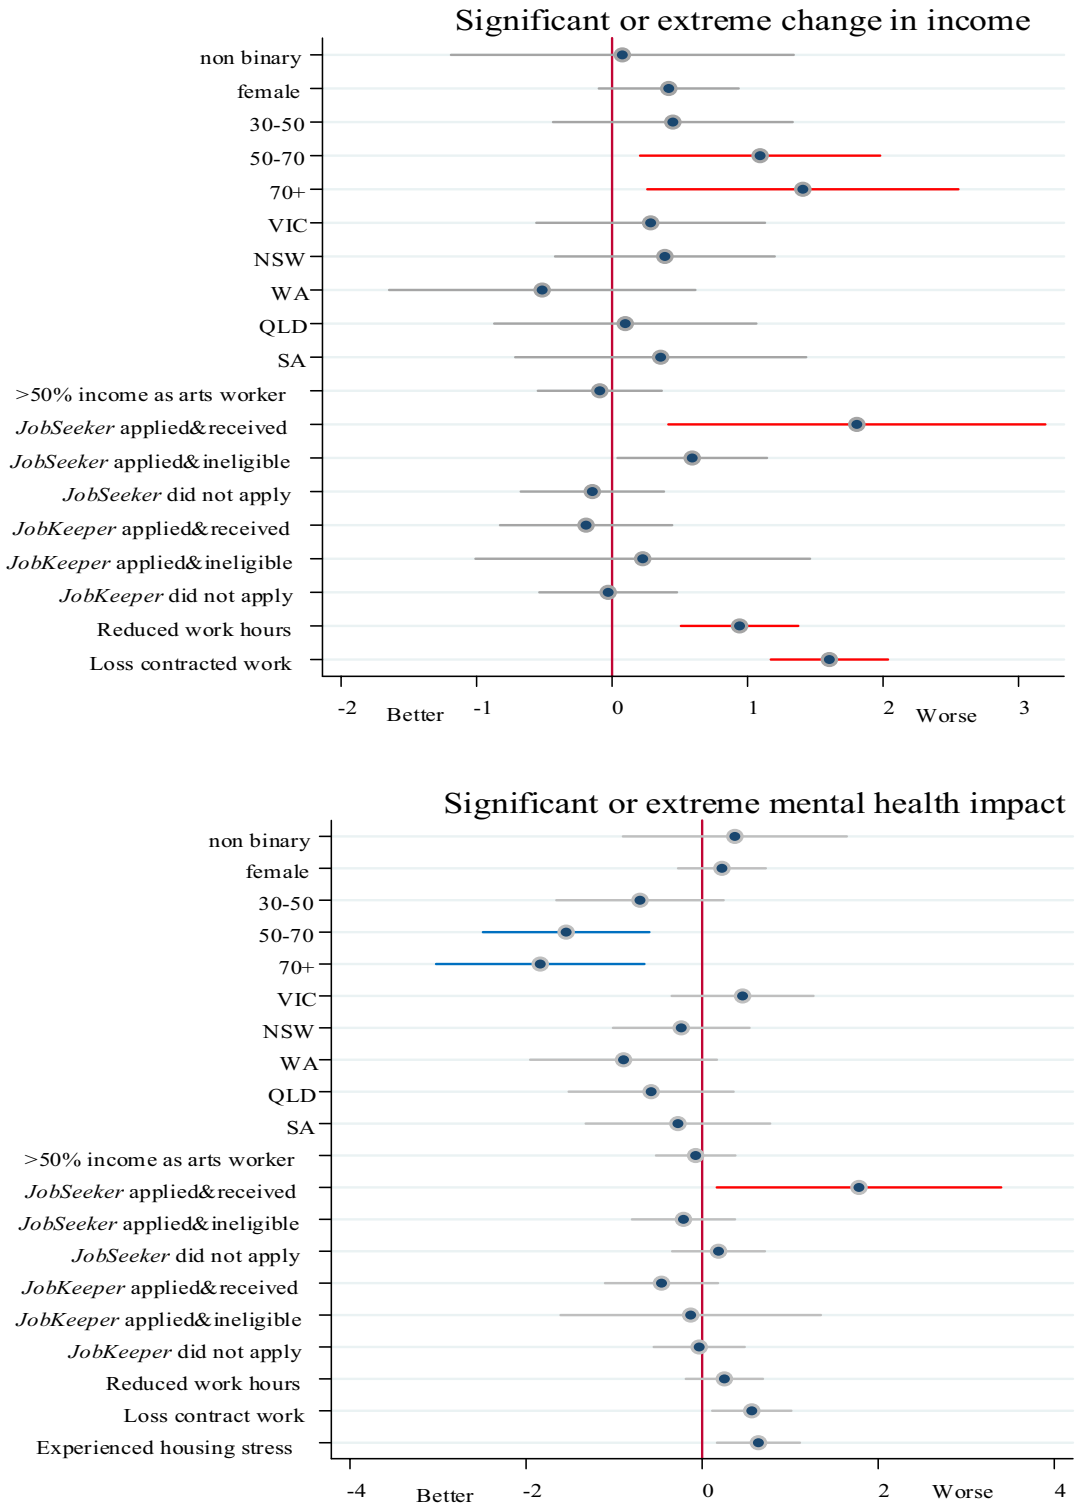 Significant or extreme change in income
non binary
female
30-50
50-70
70+
VIC
NSW
WA
QLD
SA
>50% income as arts worker
JobSeeker applied&received
JobSeeker applied&ineligible
JobSeeker did not apply
JobKeeper applied&received
JobKeeper applied&ineligible
JobKeeper did not apply
Reduced work hours
Loss contracted work
-2 Better -1 0 1 2 Worse 3
Significant or extreme mental health impact
non binary
female
30-50
50-70
70+
VIC
NSW
WA
QLD
SA
>50% income as arts worker
JobSeeker applied&received
JobSeeker applied&ineligible
JobSeeker did not apply
JobKeeper applied&received
JobKeeper applied&ineligible
JobKeeper did not apply
Reduced work hours
Loss contract work
Experienced housing stress
-4 Better -2 0 2 Worse 4